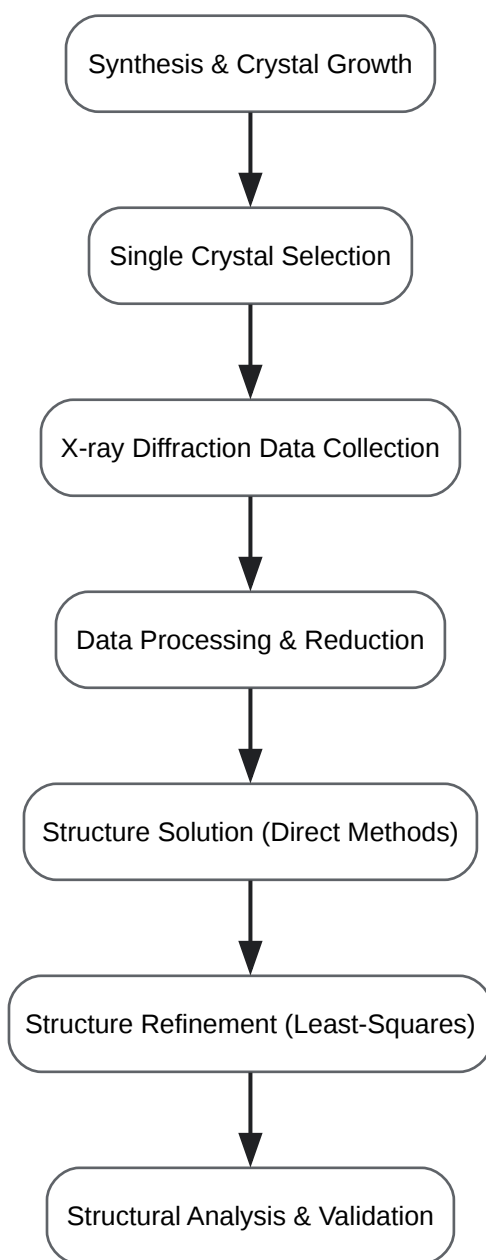 Synthesis & Crystal Growth
Single Crystal Selection
X-ray Diffraction Data Collection
Data Processing & Reduction
Structure Solution (Direct Methods)
Structure Refinement (Least-Squares)
Structural Analysis & Validation